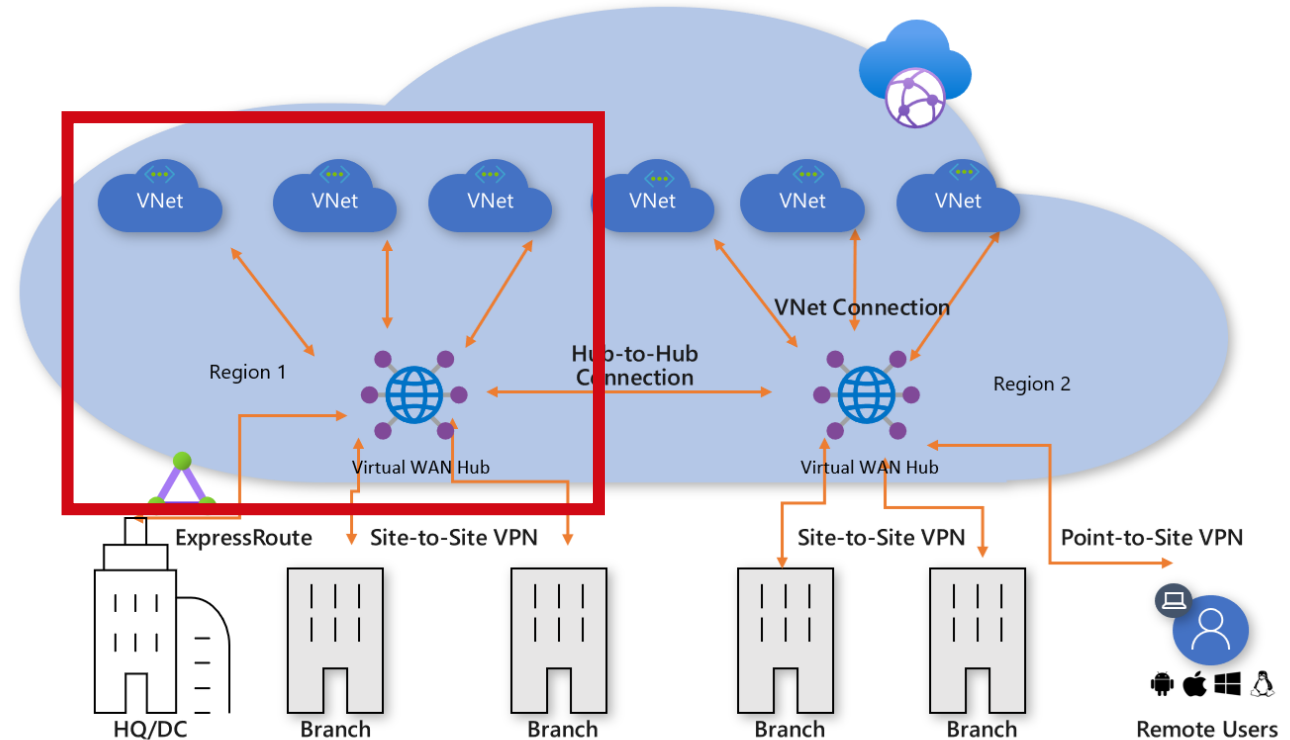 VNet
VNet
VNet
VNet
VNet
VNet
VNet Connection
Hub-to-Hub
Connection
Region 1
Region 2
Virtual WAN Hub
Virtual WAN Hub
ExpressRoute
Site-to-Site VPN
Site-to-Site VPN
Point-to-Site VPN
HQ/DC
Branch
Branch
Branch
Branch
Remote Users